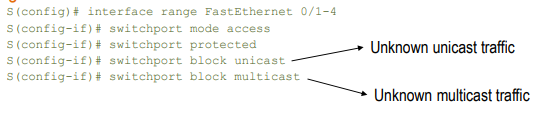 S(config)# interface range FastEthernet 0/1-4
S(config-if)# switchport mode access
S(config-if)# switchport protected
S(config-if)# switchport block unicast
S(config-if)# switchport block multicast
Unknown unicast traffic
Unknown multicast traffic